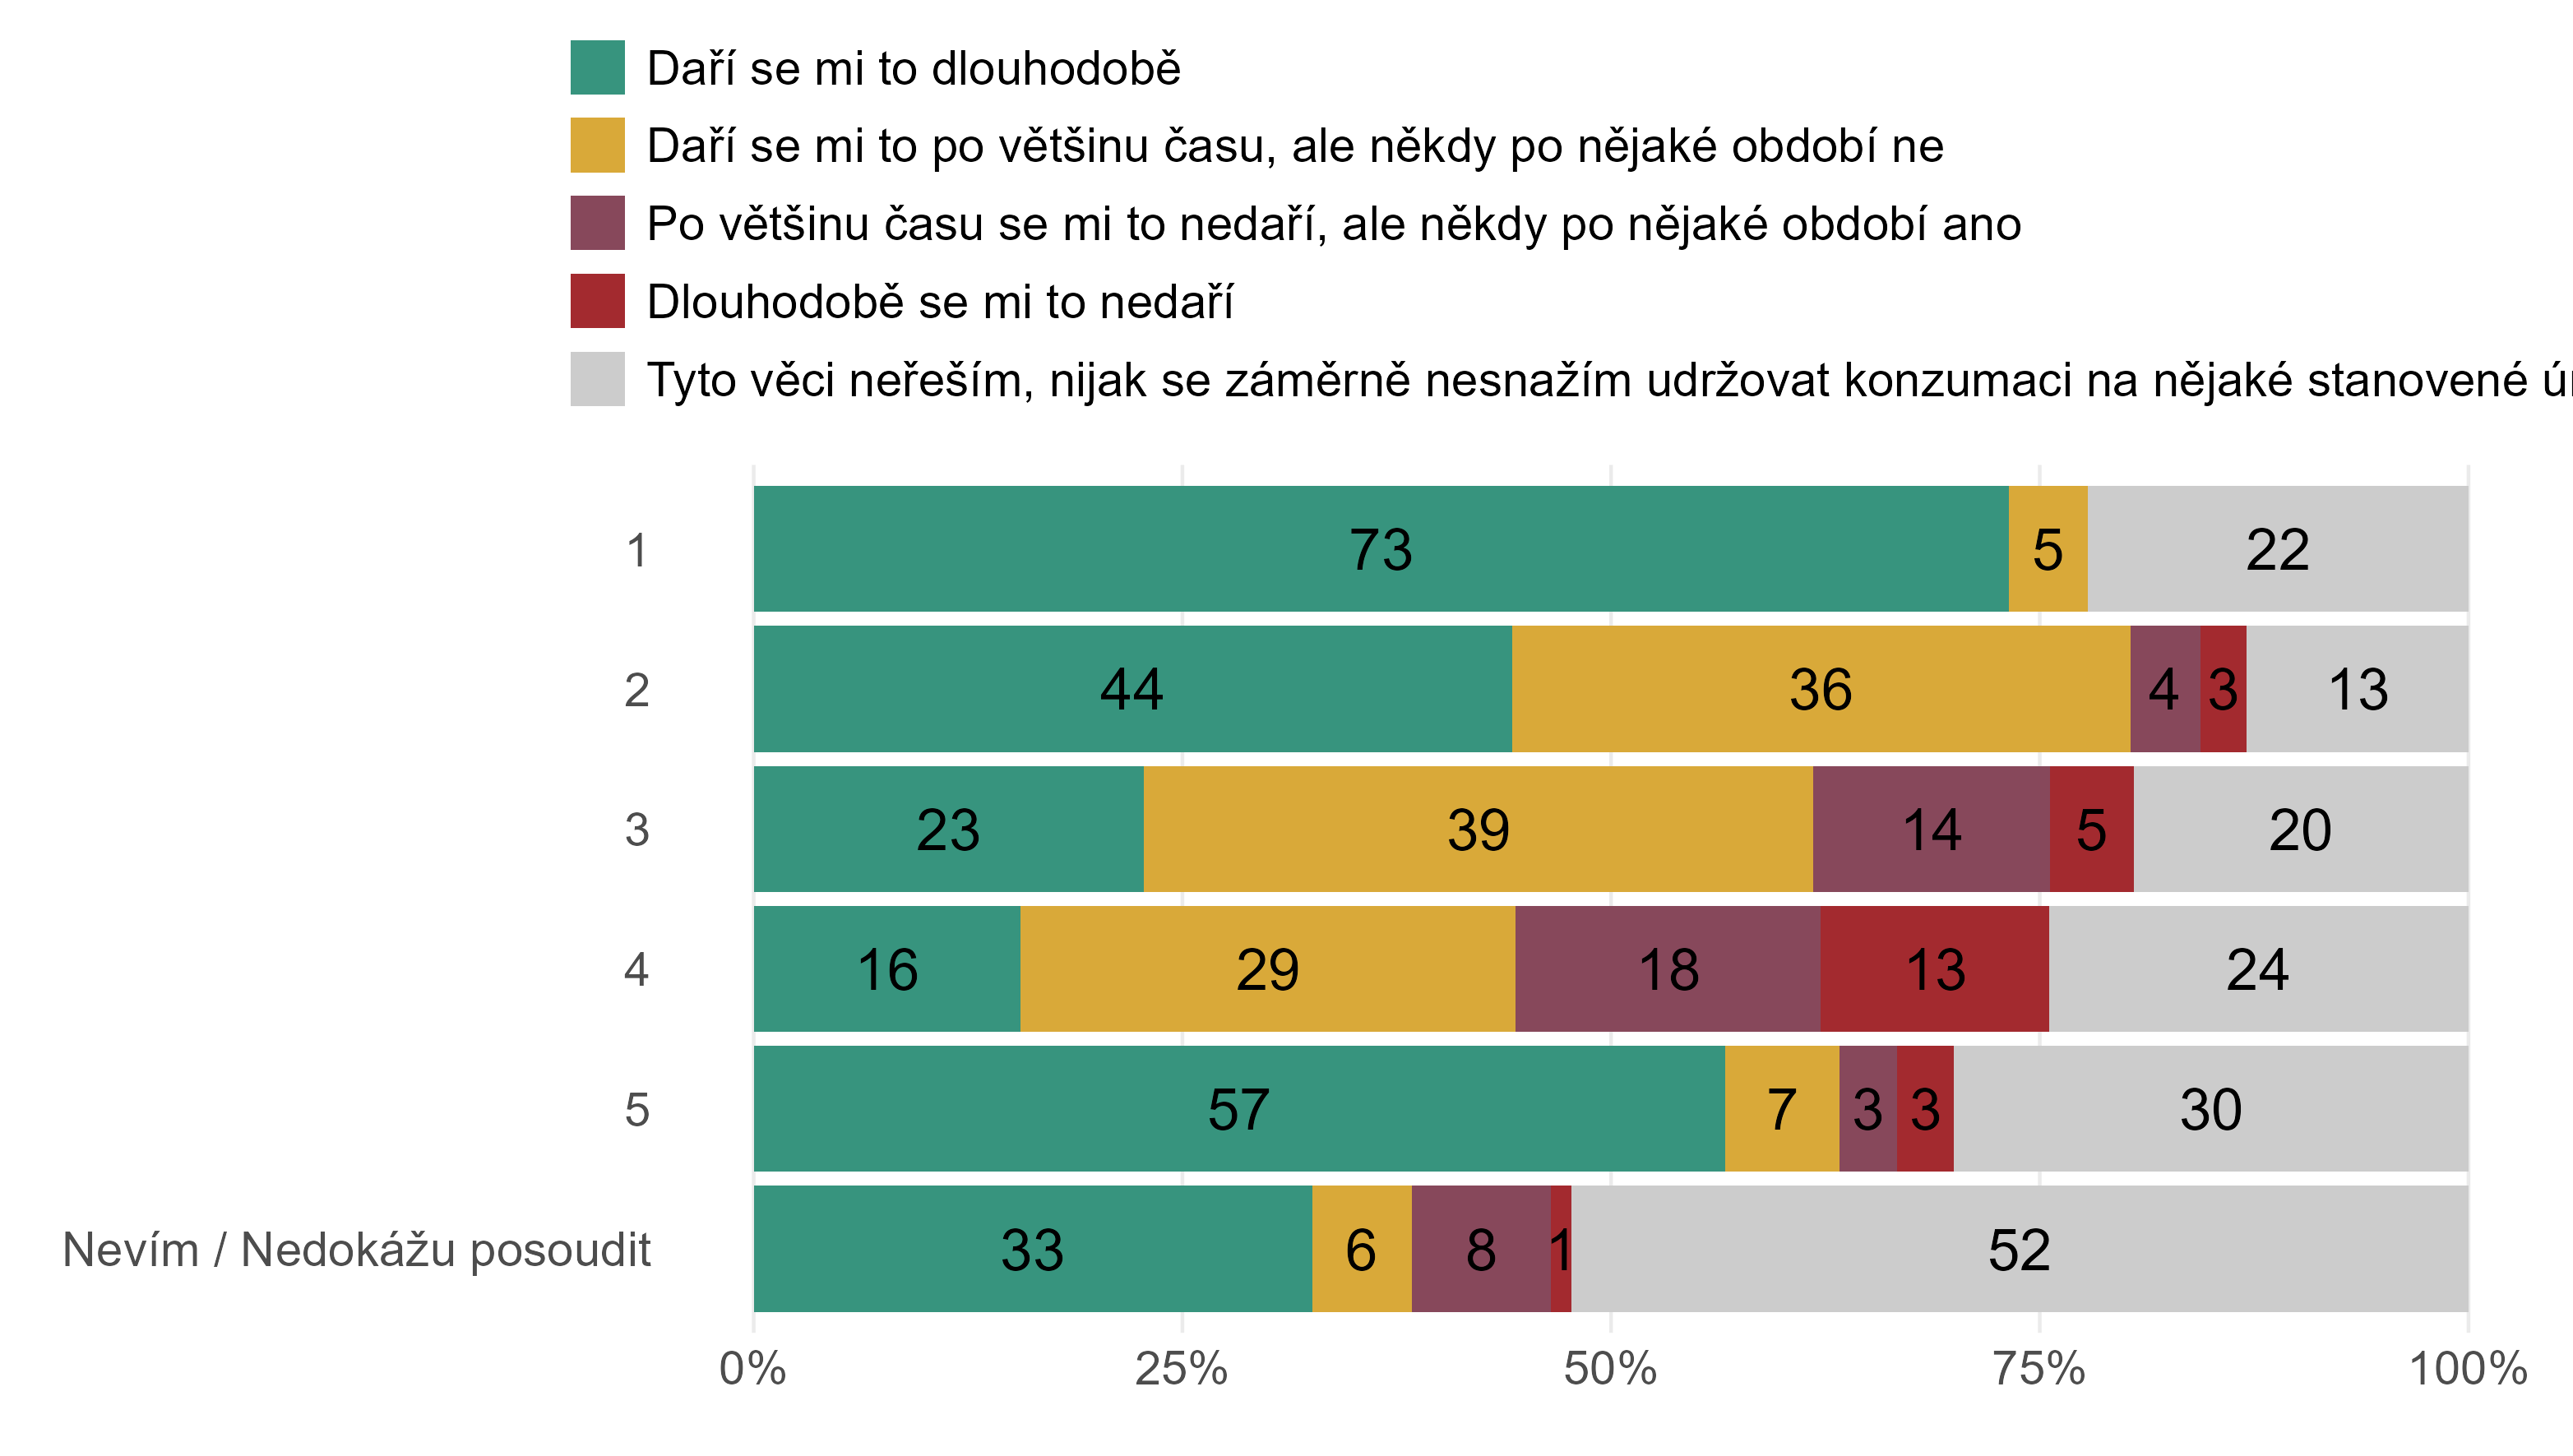 Daří se mi to dlouhodobě
Daří se mi to po většinu času, ale někdy po nějaké období ne
Po většinu času se mi to nedaří, ale někdy po nějaké období ano
Dlouhodobě se mi to nedaří
Tyto věci neřeším, nijak se záměrně nesnažím udržovat konzumaci na nějaké stanovené
1 73 5 22
2 44 36 4 3 13
3 23 39 14 5 20
4 16 29 18 13 24
5 57 7 3 3 30
Nevím / Nedokážu posoudit 33 6 8 1 52
0% 25% 50% 75% 100%